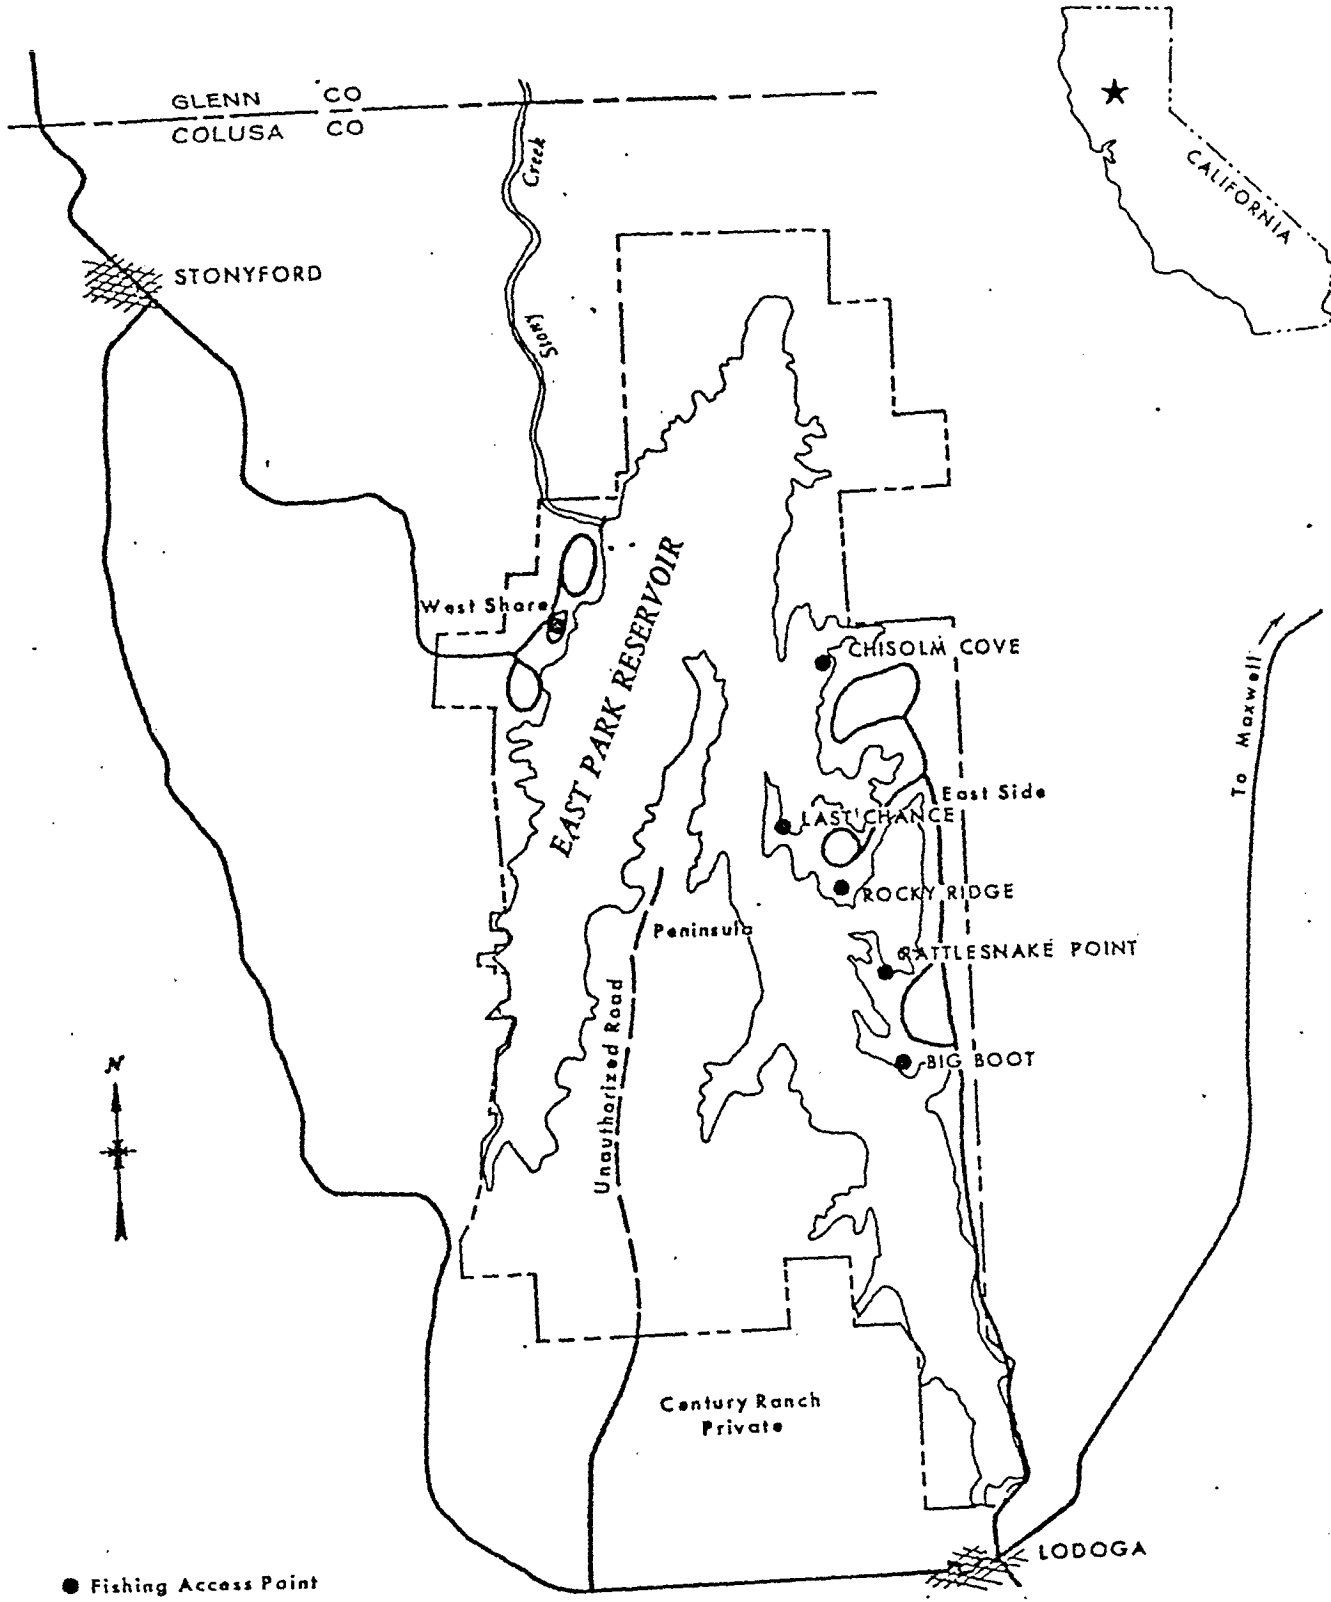 GLENN CO
COLUSA CO
CALIFORNIA
Creek
Stony
STONYFORD
West Shore
EAST PARK RESERVOIR
CHISOLM COVE
To Maxwell
East Side
LAST CHANCE
ROCKY RIDGE
Peninsula
RATTLESNAKE POINT
Unauthorized Road
BIG BOOT
N
Century Ranch
Private
LODOGA
Fishing Access Point